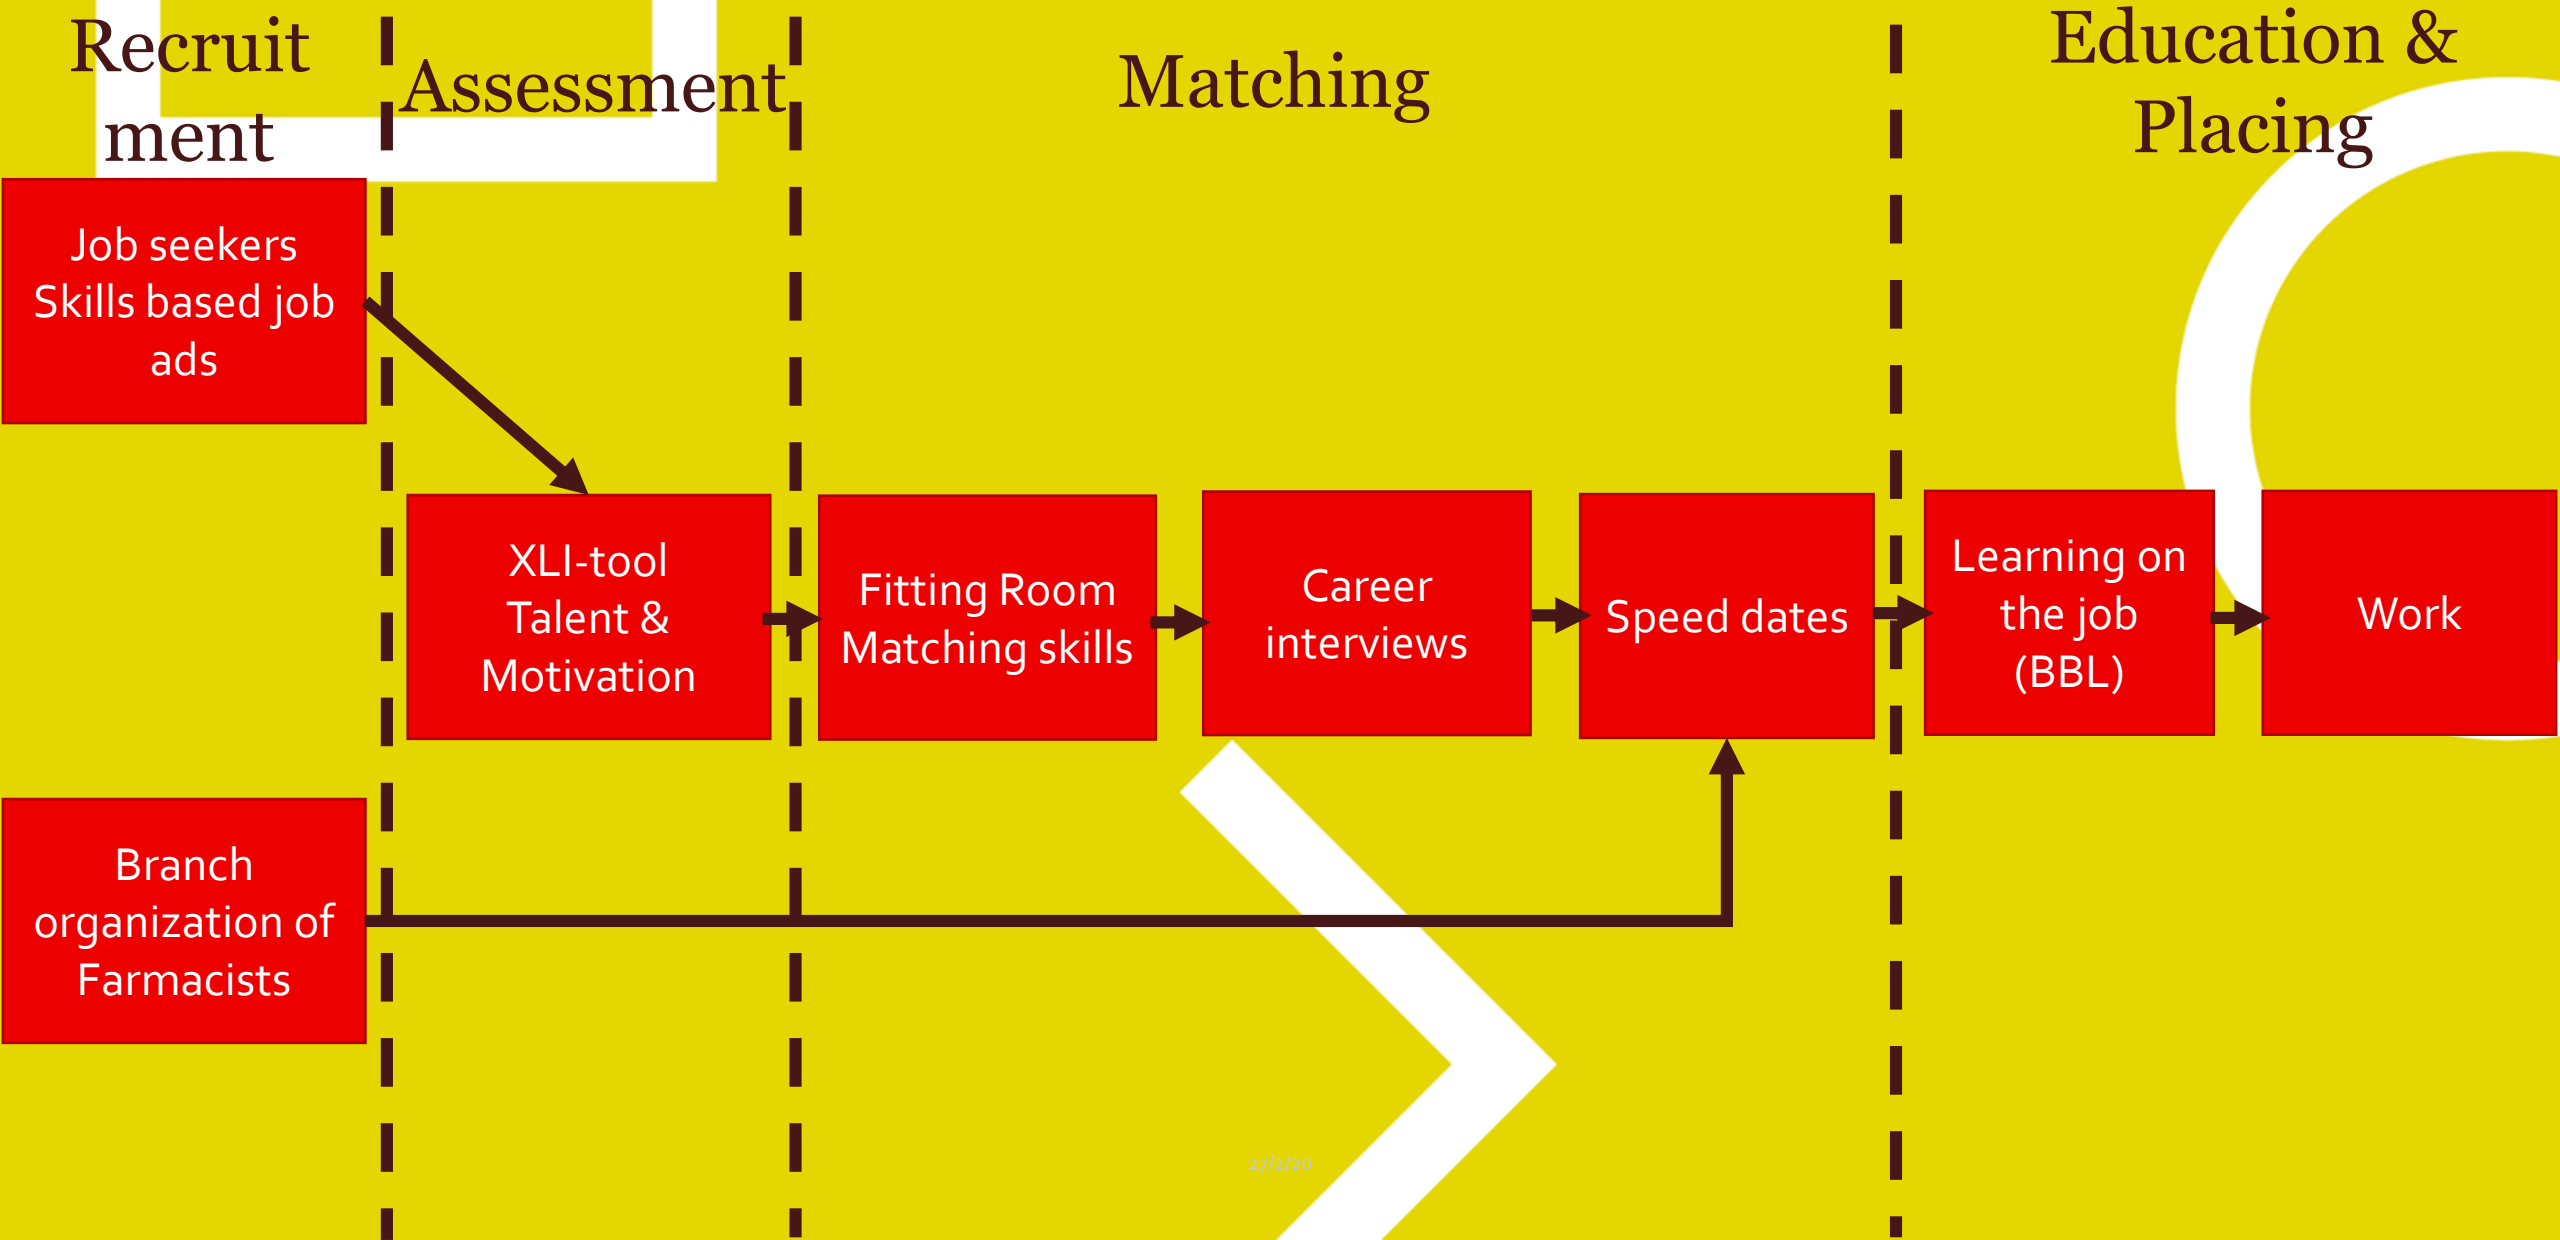 Recruit
ment
Assessment
Matching
Education &
Placing
Job seekers
Skills based job
ads
XLI-tool
Talent &
Motivation
Fitting Room
Matching skills
Career
interviews
Speed dates
Learning on
the job
(BBL)
Work
Branch
organization of
Farmacists
27/2/20